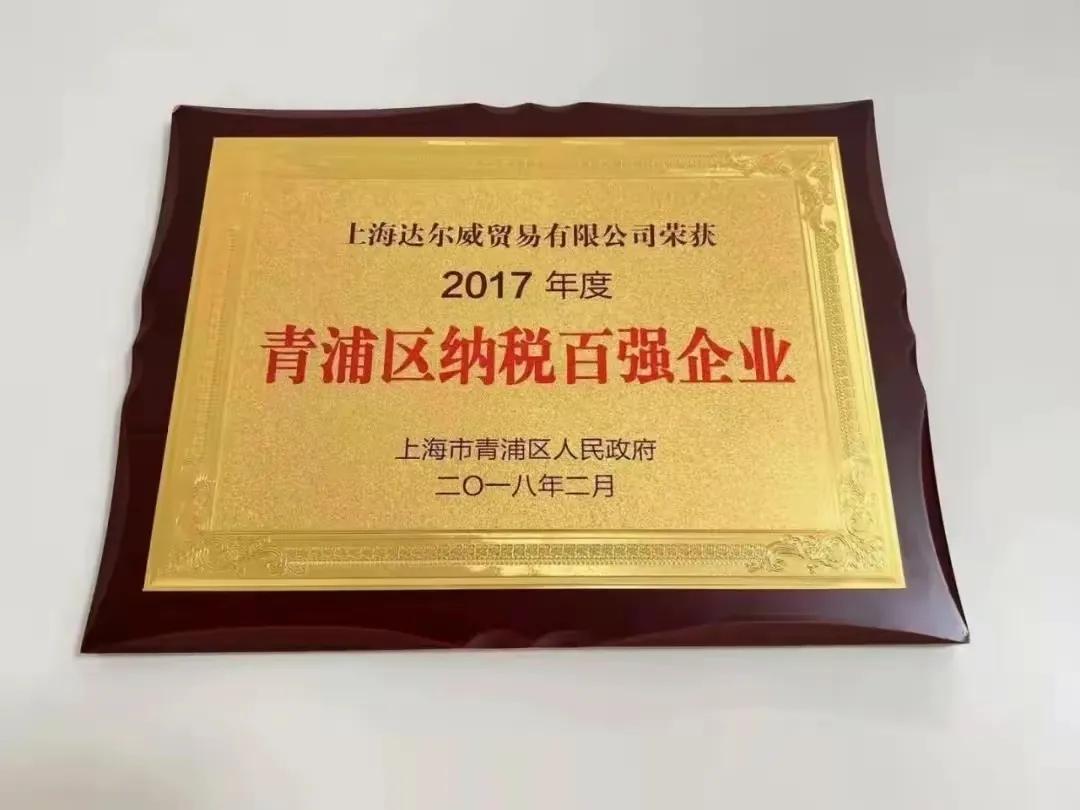 上海达尔威贸易有限公司荣获
2017 年度
青浦区纳税百强企业
上海市青浦区人民政府
二〇一八年二月